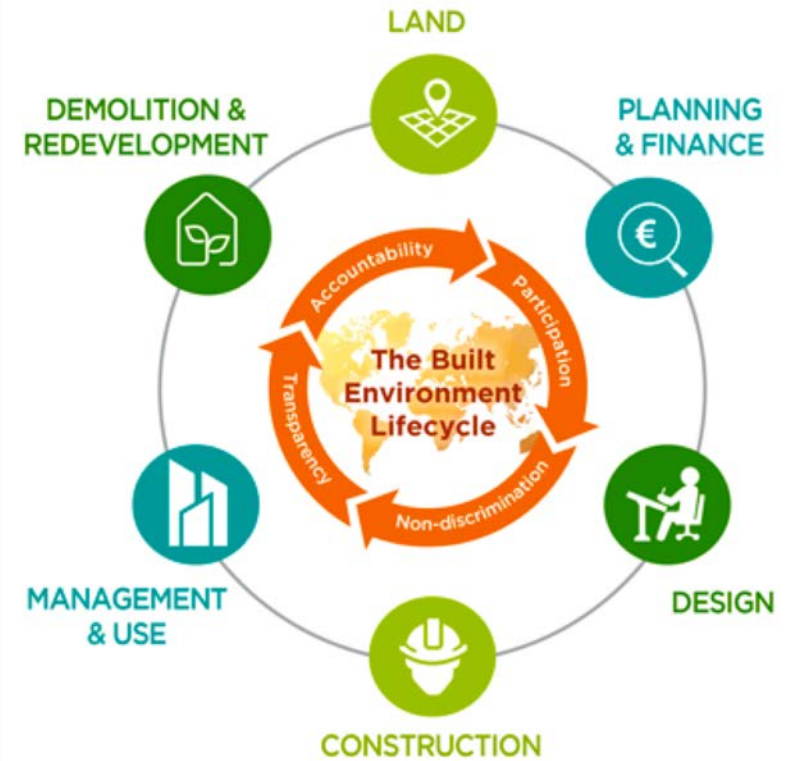 LAND
PLANNING
& FINANCE
DESIGN
CONSTRUCTION
MANAGEMENT
& USE
DEMOLITION &
REDEVELOPMENT
€
Accountability
Participation
Non-discrimination
Transparency
The Built
Environment
Lifecycle